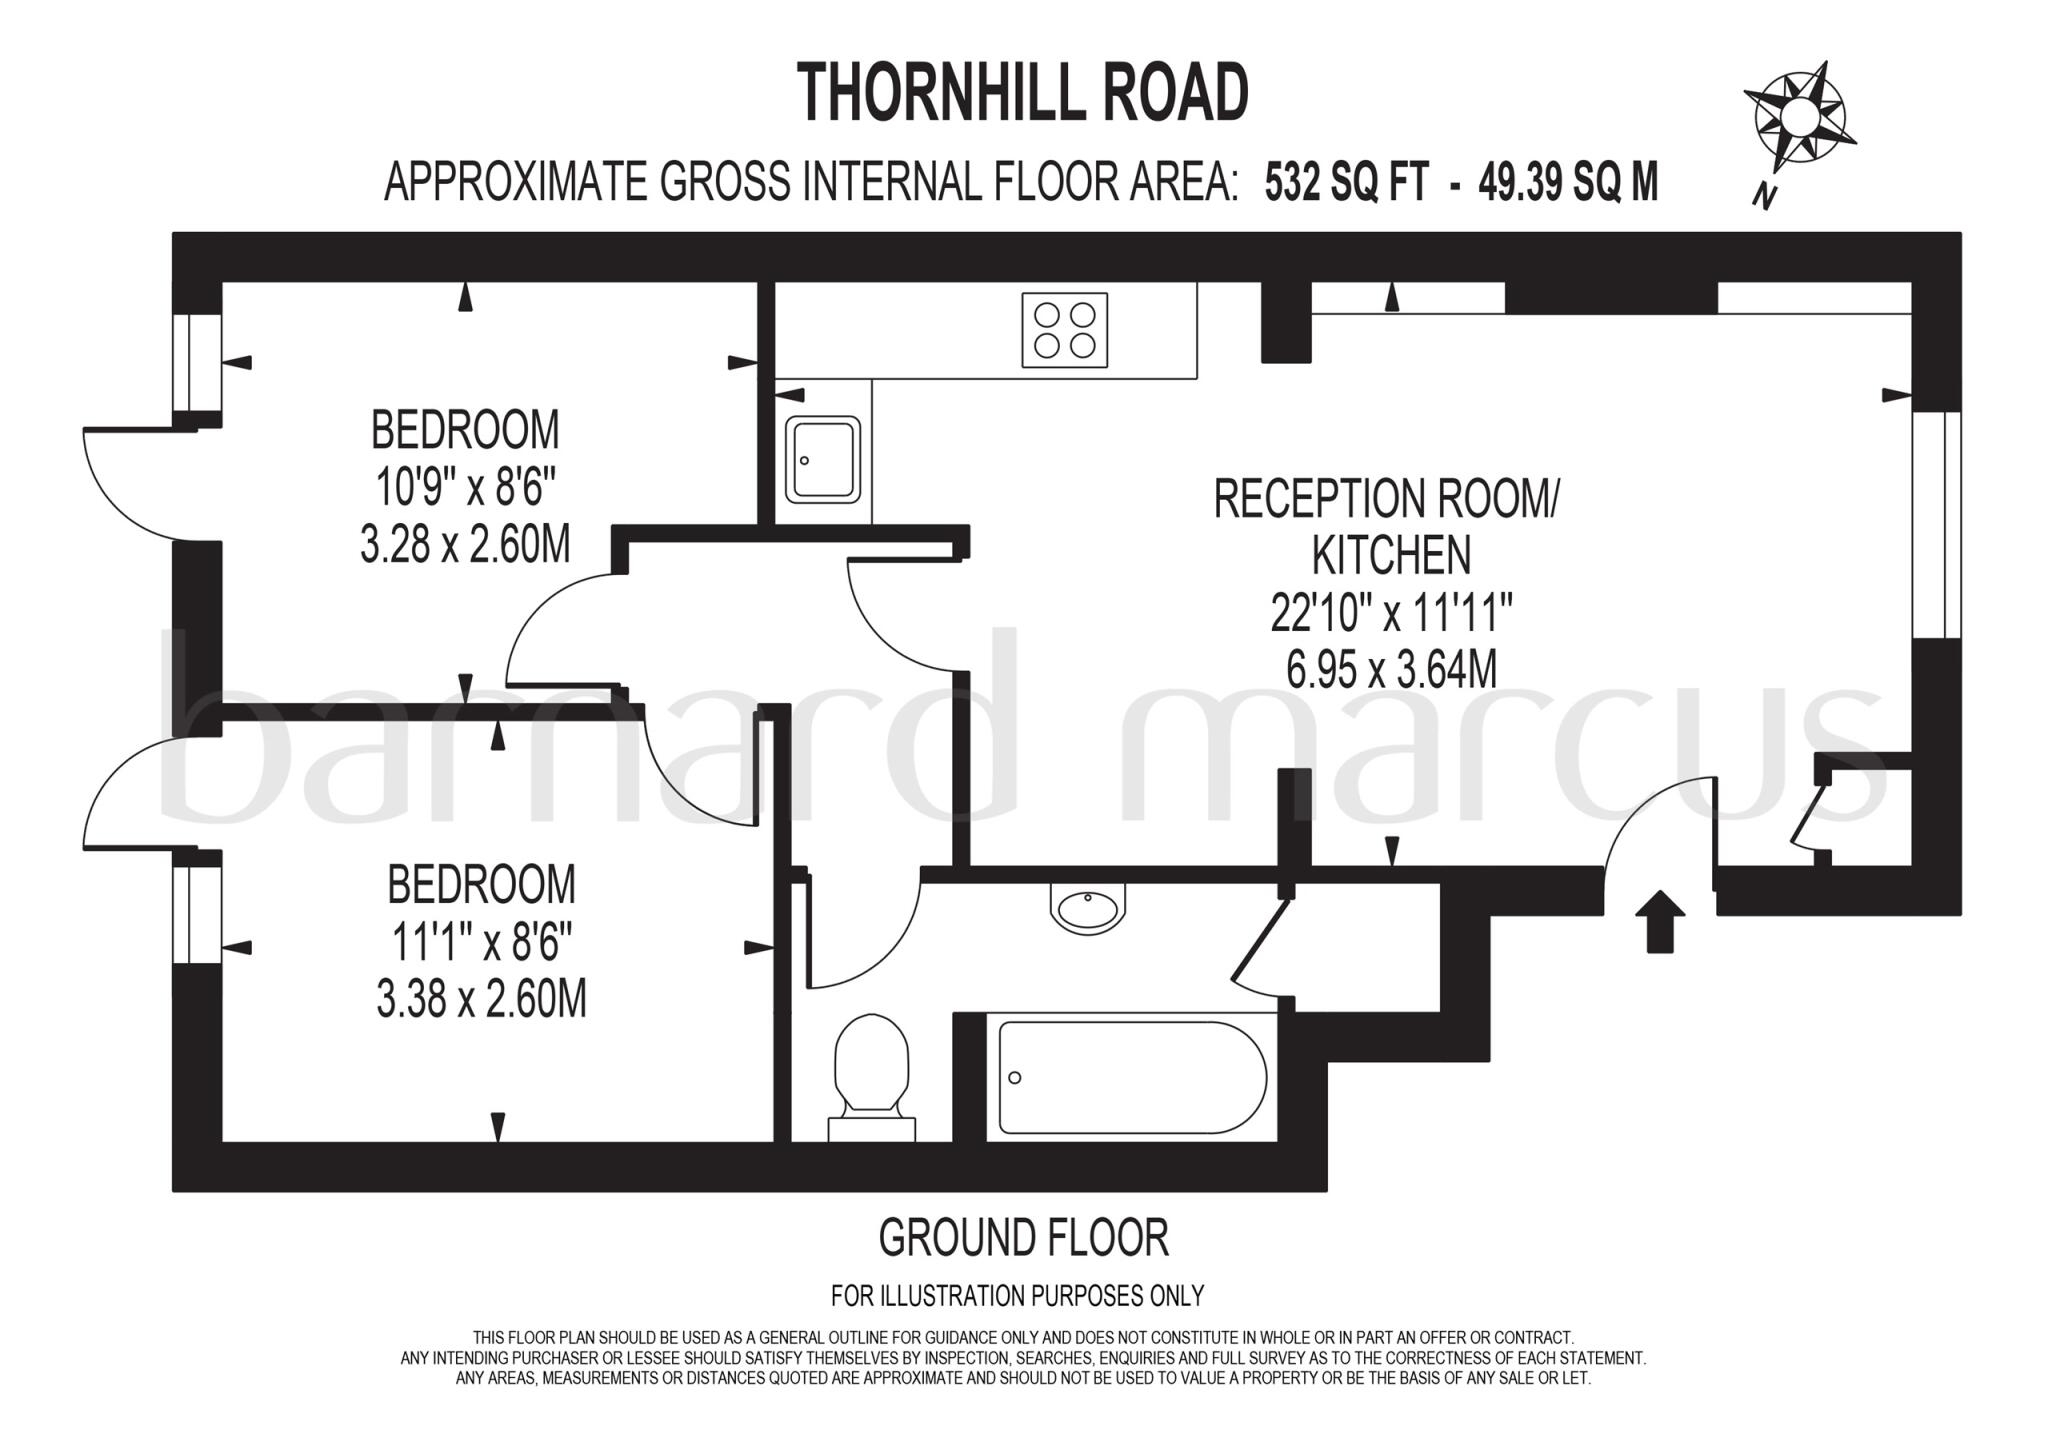 THORNHILL ROAD
APPROXIMATE GROSS INTERNAL FLOOR AREA: 532 SQ FT - 49.39 SQ M
N
BEDROOM
10'9" x 8'6"
3.28 x 2.60M
RECEPTION ROOM/
KITCHEN
22'10" x 11'11"
6.95 x 3.64M
barnard marcus
BEDROOM
11'1" x 8'6"
3.38 x 2.60M
GROUND FLOOR
FOR ILLUSTRATION PURPOSES ONLY
THIS FLOOR PLAN SHOULD BE USED AS A GENERAL OUTLINE FOR GUIDANCE ONLY AND DOES NOT CONSTITUTE IN WHOLE OR IN PART AN OFFER OR CONTRACT.
ANY INTENDING PURCHASER OR LESSEE SHOULD SATISFY THEMSELVES BY INSPECTION, SEARCHES, ENQUIRIES AND FULL SURVEY AS TO THE CORRECTNESS OF EACH STATEMENT.
ANY AREAS, MEASUREMENTS OR DISTANCES QUOTED ARE APPROXIMATE AND SHOULD NOT BE USED TO VALUE A PROPERTY OR BE THE BASIS OF ANY SALE OR LET.